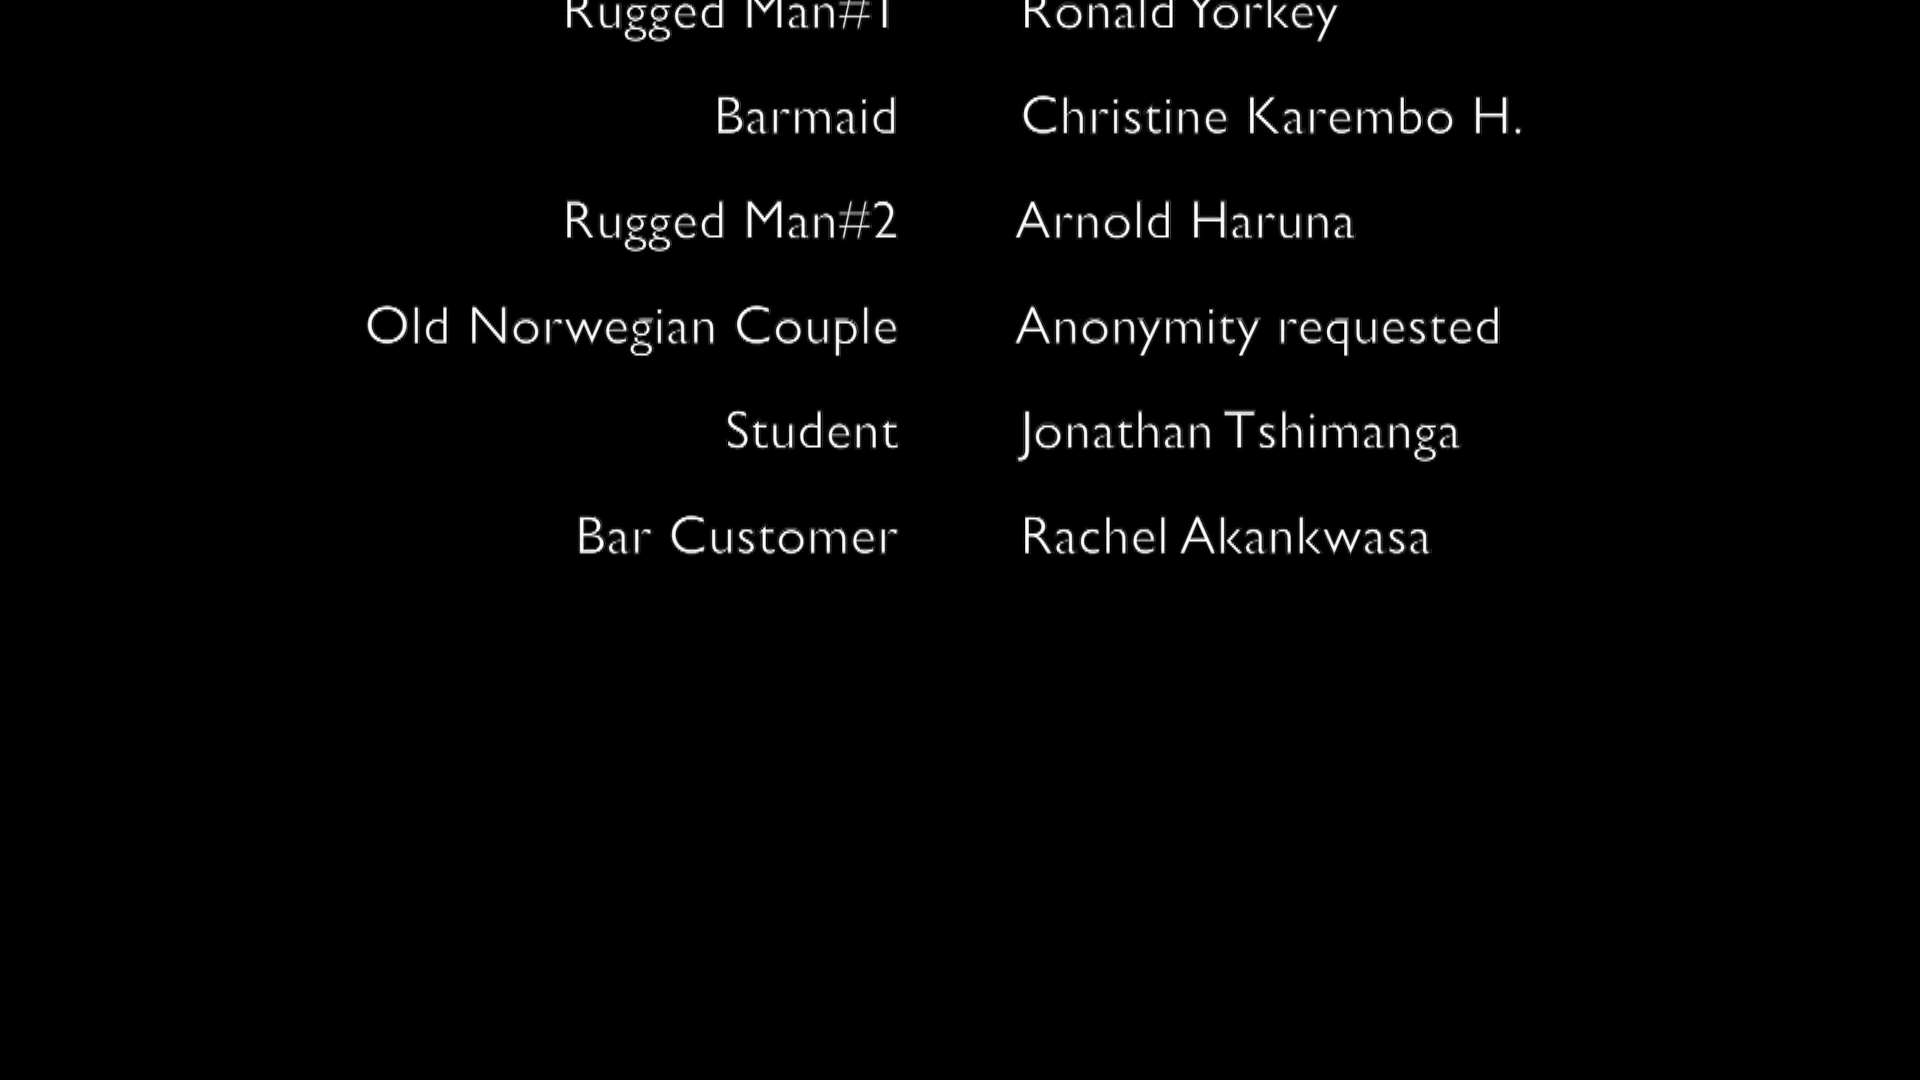 Rugged Man#1 Ronald Yorkey
Barmaid Christine Karembo H.
Rugged Man#2 Arnold Haruna
Old Norwegian Couple Anonymity requested
Student Jonathan Tshimanga
Bar Customer Rachel Akankwasa